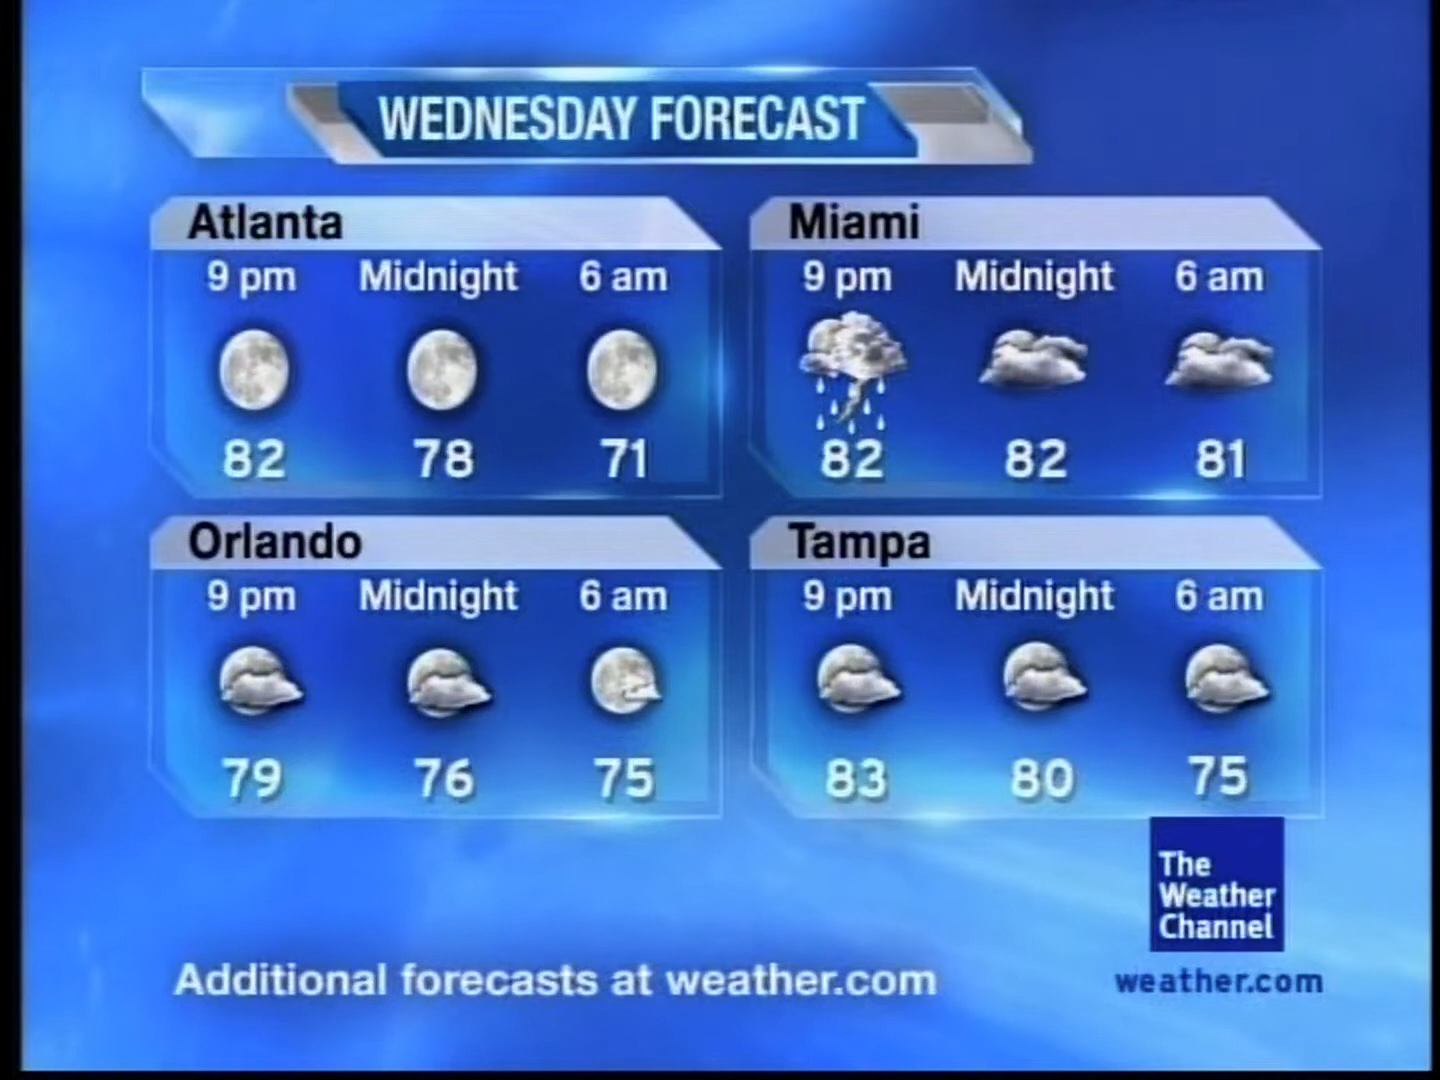 WEDNESDAY FORECAST
Atlanta
9 pm Midnight 6 am
82 78 71
Miami
9 pm Midnight 6 am
82 82 81
Orlando
9 pm Midnight 6 am
79 76 75
Tampa
9 pm Midnight 6 am
83 80 75
The
Weather
Channel
Additional forecasts at weather.com
weather.com